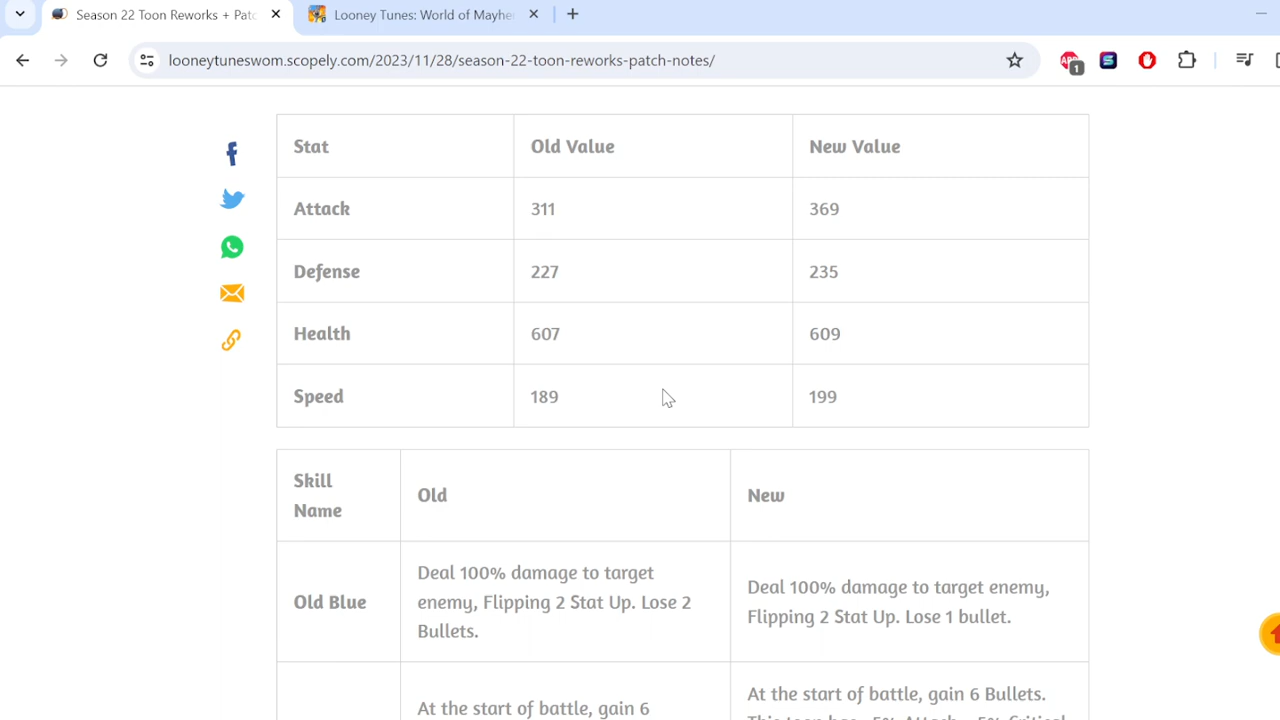 Season 22 Toon Reworks + Patc
Looney Tunes: World of Mayhe
looneytuneswom.scopely.com/2023/11/28/season-22-toon-reworks-patch-notes/
1
Stat Old Value New Value
Attack 311 369
Defense 227 235
Health 607 609
Speed 189 199
Skill
Name
Old
New
Old Blue
Deal 100% damage to target
enemy, Flipping 2 Stat Up. Lose 2
Bullets.
Deal 100% damage to target enemy,
Flipping 2 Stat Up. Lose 1 bullet.
At the start of battle, gain 6
At the start of battle, gain 6 Bullets.